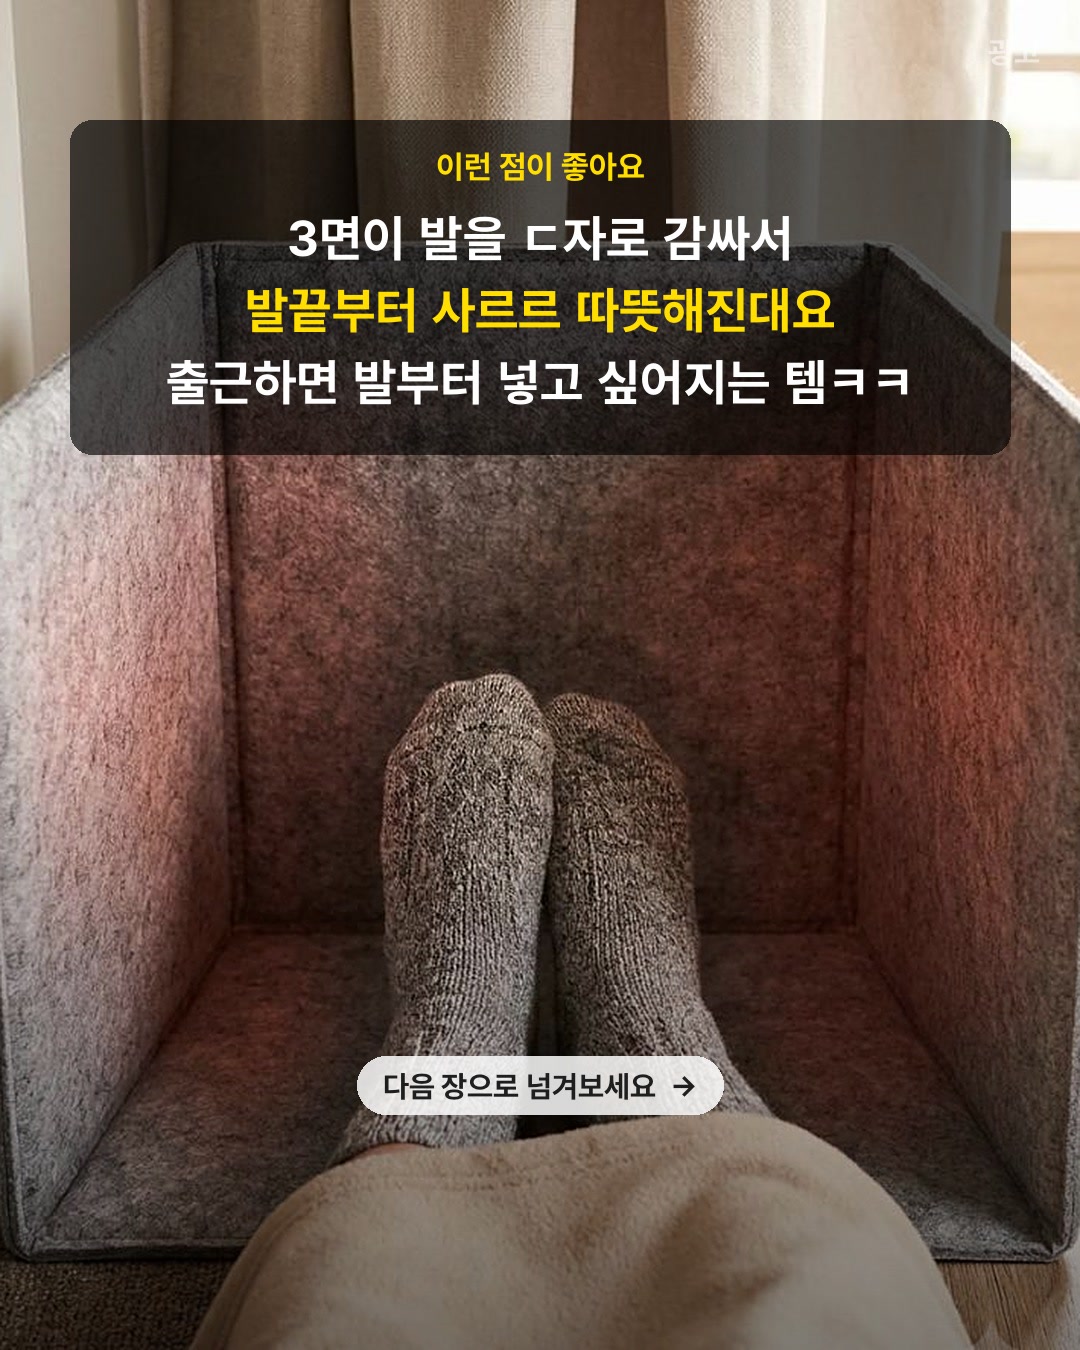 광고
이런 점이 좋아요
3면이 발을 ㄷ자로 감싸서
발끝부터 사르르 따뜻해진대요
출근하면 발부터 넣고 싶어지는 템ㅋㅋ
다음 장으로 넘겨보세요 →